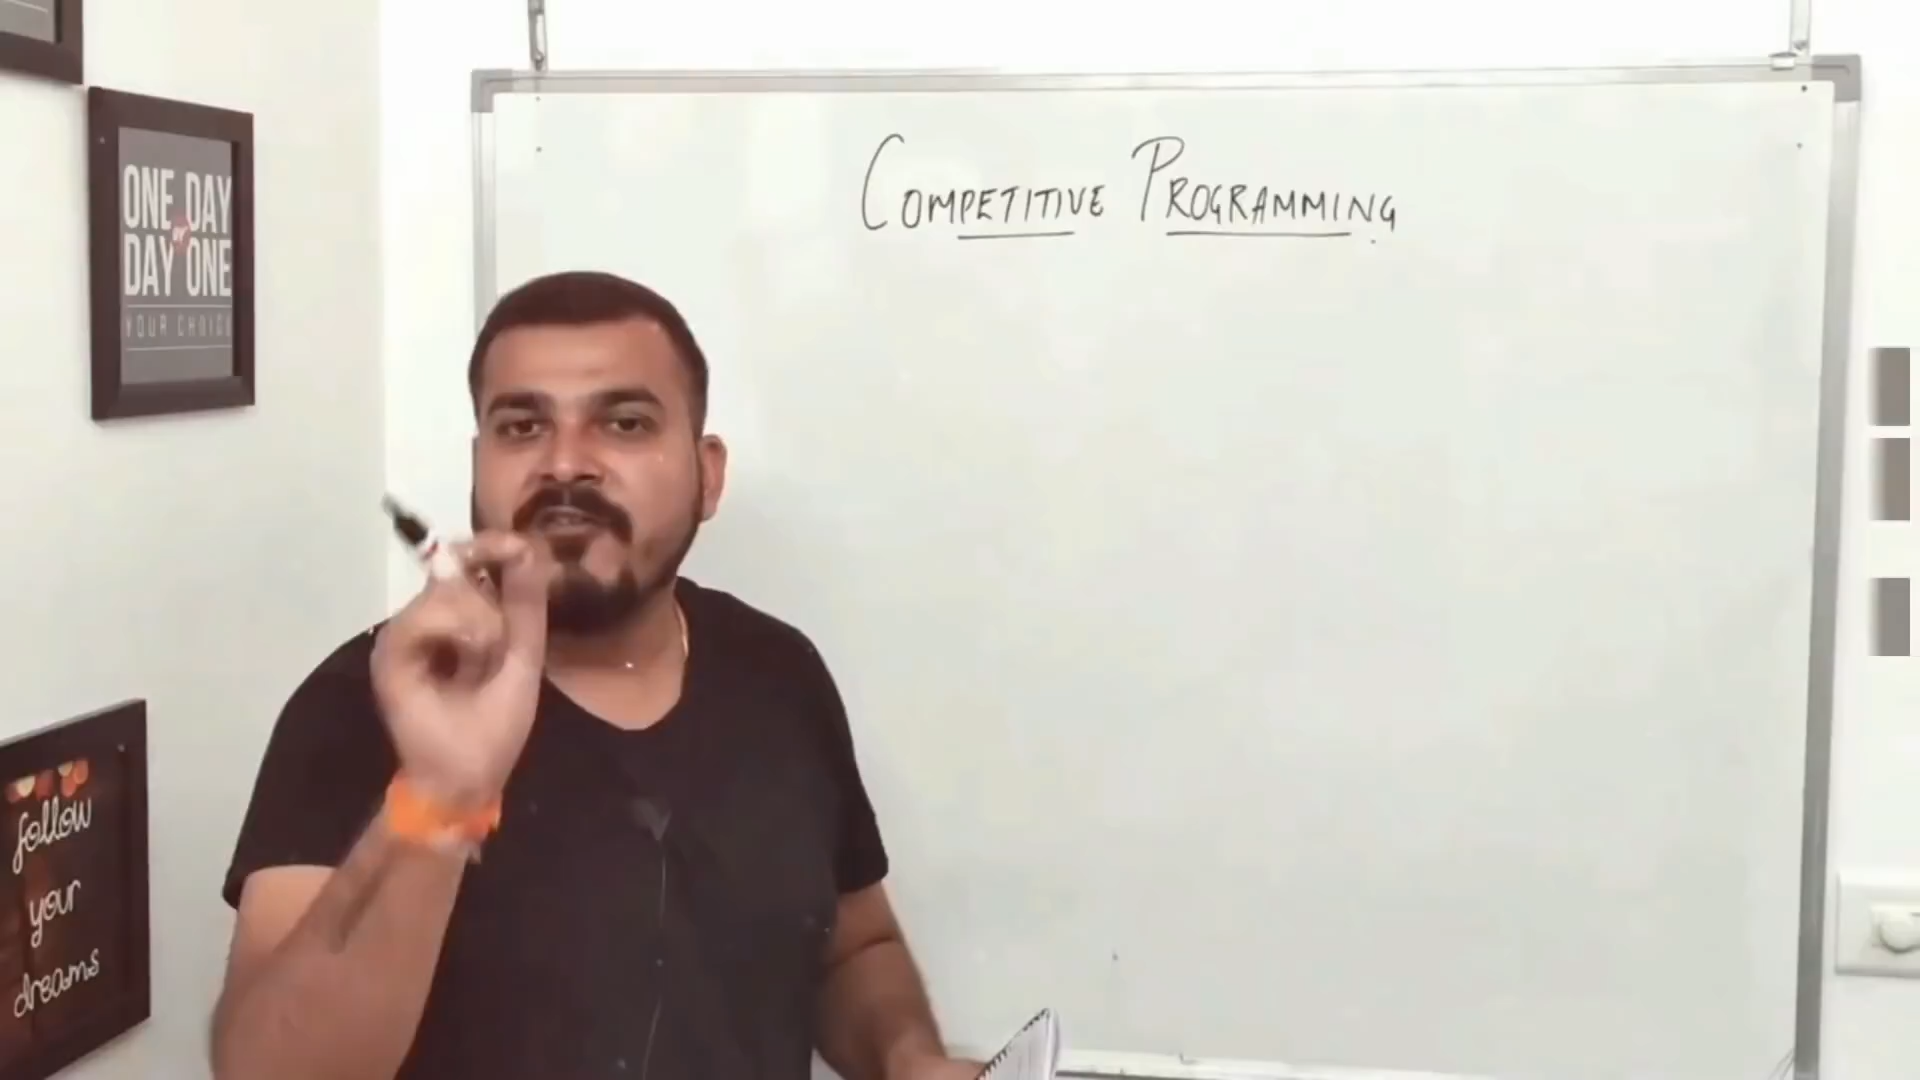 COMPETITIVE PROGRAMMING
ONE DAY
or
DAY ONE
YOUR CHOICE
follow
your
dreams